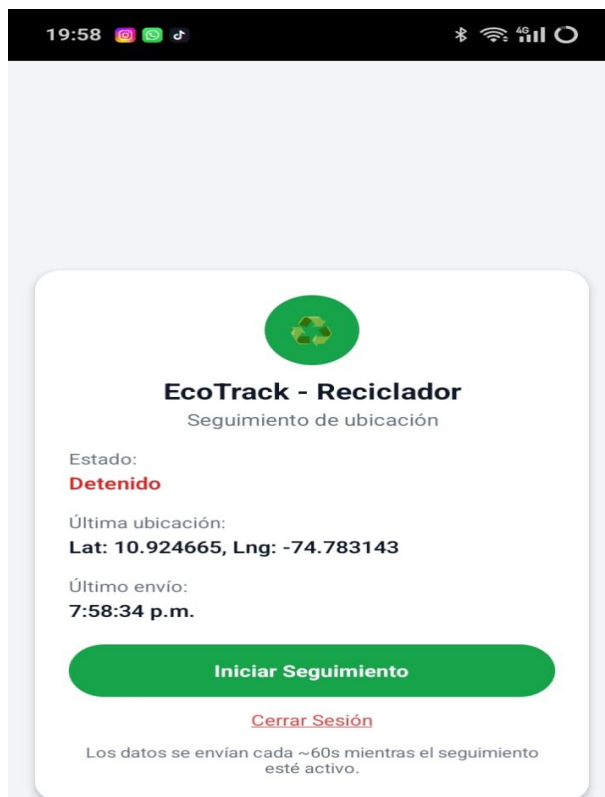 19:58
4G
EcoTrack - Reciclador
Seguimiento de ubicación
Estado:
Detenido
Última ubicación:
Lat: 10.924665, Lng: -74.783143
Último envío:
7:58:34 p.m.
Iniciar Seguimiento
Cerrar Sesión
Los datos se envían cada ~60s mientras el seguimiento
esté activo.